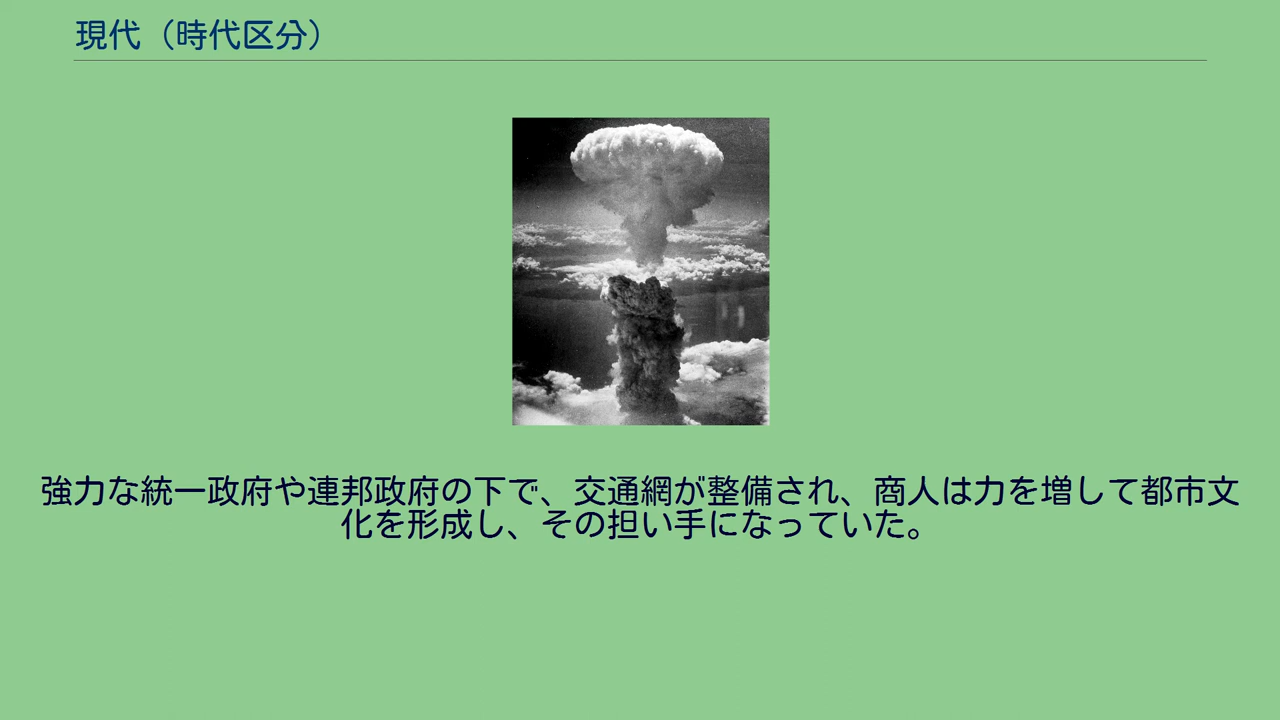 現代（時代区分）
強力な統一政府や連邦政府の下で、交通網が整備され、商人は力を増して都市文
化を形成し、その担い手になっていた。